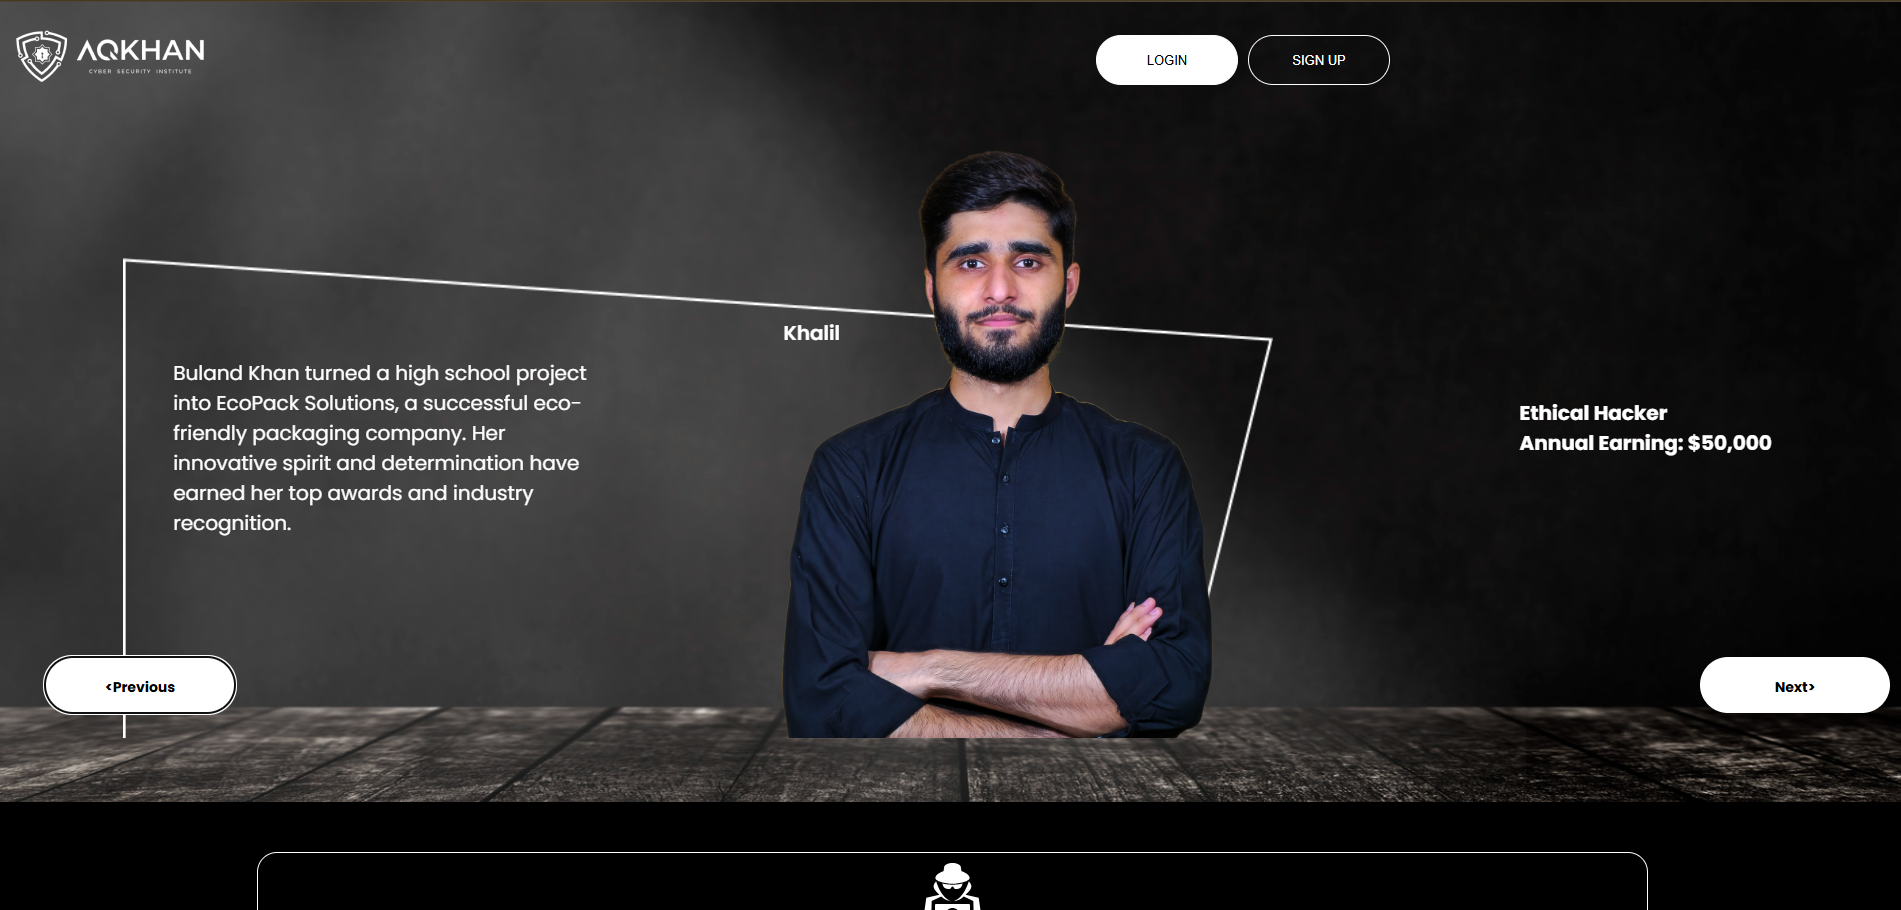 AQKHAN
CYBER SECURITY INSTITUTE
LOGIN
SIGN UP
Khalil
Buland Khan turned a high school project
into EcoPack Solutions, a successful eco-
friendly packaging company. Her
innovative spirit and determination have
earned her top awards and industry
recognition.
Ethical Hacker
Annual Earning: $50,000
<Previous
Next>